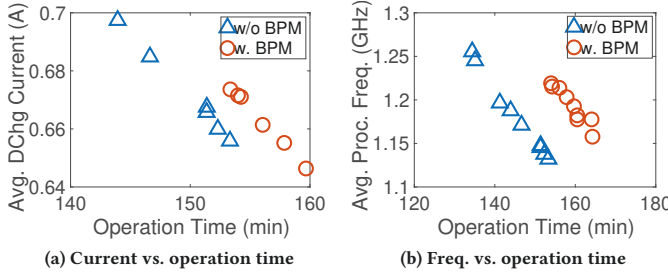 Avg. DChg Current (A)
0.7
0.68
0.66
0.64
140
150
160
Operation Time (min)
w/o BPM
w. BPM
(a) Current vs. operation time
Avg. Proc. Freq. (GHz)
1.3
1.25
1.2
1.15
1.1
120
140
160
180
Operation Time (min)
w/o BPM
w. BPM
(b) Freq. vs. operation time